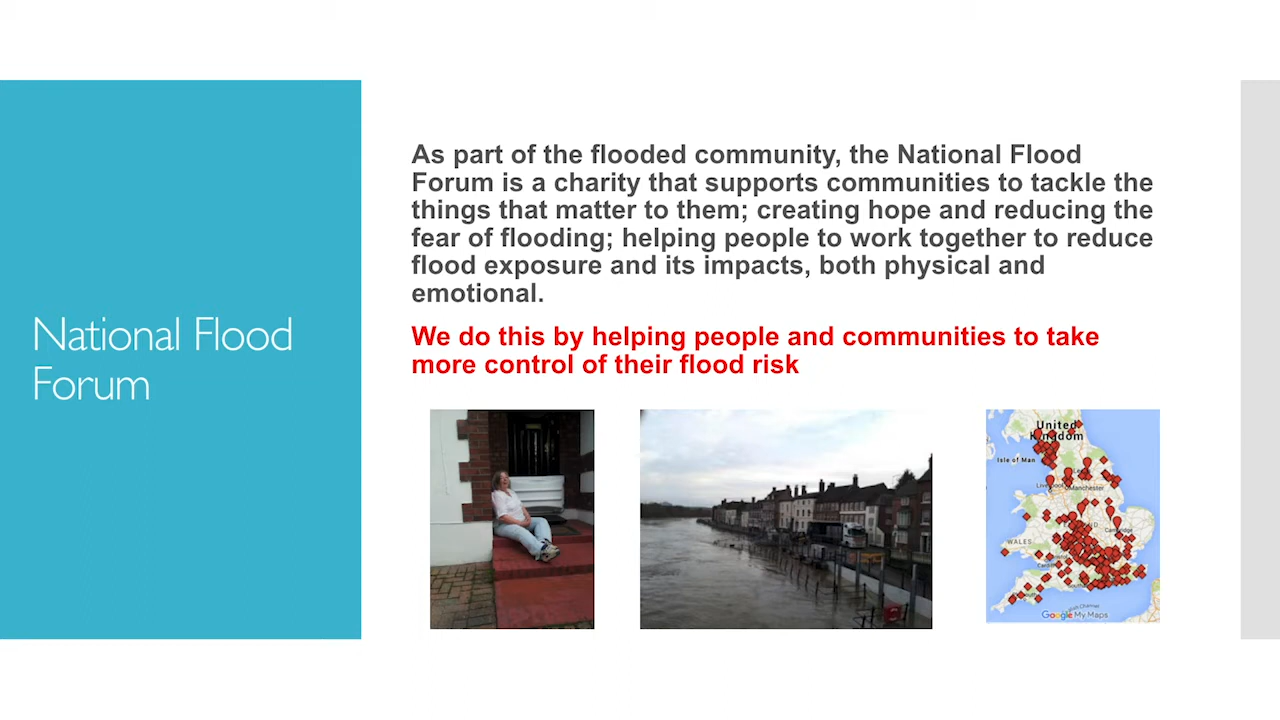 National Flood
Forum
As part of the flooded community, the National Flood
Forum is a charity that supports communities to tackle the
things that matter to them; creating hope and reducing the
fear of flooding; helping people to work together to reduce
flood exposure and its impacts, both physical and
emotional.
We do this by helping people and communities to take
more control of their flood risk
United
Kingdom
Isle of Man
Manchester
WALES
Google My Maps